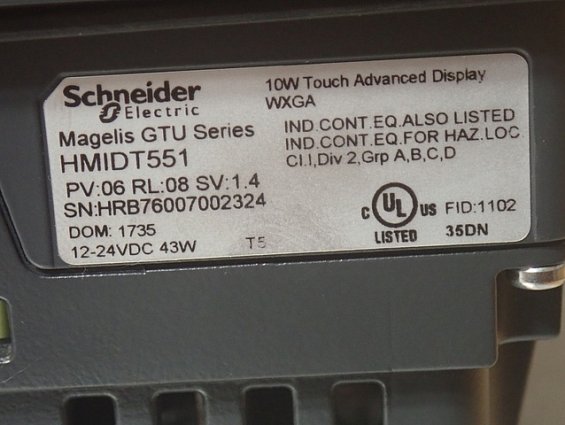 Schneider
Electric
Magelis GTU Series
HMIDT551
PV:06 RL:08 SV:1.4
SN:HRB76007002324
DOM: 1735
12-24VDC 43W
T5
10W Touch Advanced Display
WXGA
IND.CONT.EQ.ALSO LISTED
IND.CONT.EQ.FOR HAZ.LOC.
Cl.I,Div 2,Grp A,B,C,D
C UL US FID:1102
LISTED 35DN